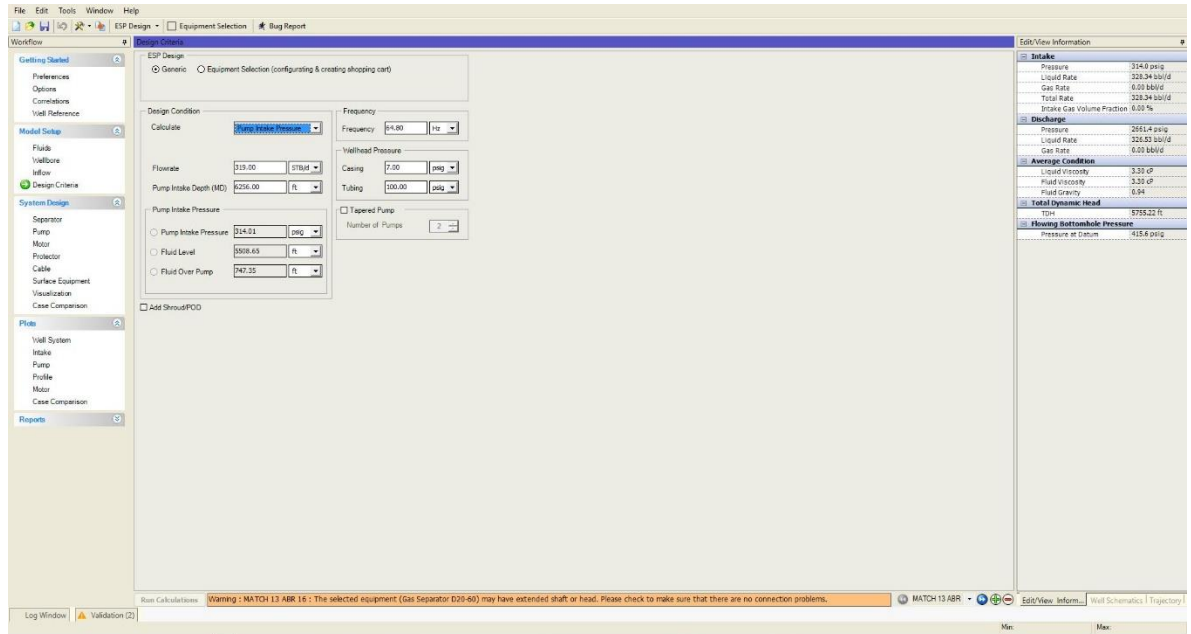 File Edit Tools Window Help
ESP Design Equipment Selection Bug Report
Workflow
Getting Started
Preferences
Options
Correlations
Well Reference
Model Setup
Fluids
Wellbore
Inflow
Design Criteria
System Design
Separator
Pump
Motor
Protector
Cable
Surface Equipment
Visualization
Case Comparison
Plots
Well System
Intake
Pump
Profile
Motor
Case Comparison
Reports
Design Criteria
ESP Design
Generic Equipment Selection (configurating & creating shopping cart)
Design Condition
Calculate Pump Intake Pressure
Flowrate 319.00 STB/d
Pump Intake Depth (MD) 6256.00 ft
Pump Intake Pressure
Pump Intake Pressure 314.01 psig
Fluid Level 5508.65 ft
Fluid Over Pump 747.35 ft
Add Shroud/POD
Frequency
Frequency 64.80 Hz
Wellhead Pressure
Casing 7.00 psig
Tubing 100.00 psig
Tapered Pump
Number of Pumps 2
Edit/View Information
Intake
Pressure 314.0 psig
Liquid Rate 328.34 bbl/d
Gas Rate 0.00 bbl/d
Total Rate 328.34 bbl/d
Intake Gas Volume Fraction 0.00 %
Discharge
Pressure 2661.4 psig
Liquid Rate 326.53 bbl/d
Gas Rate 0.00 bbl/d
Average Condition
Liquid Viscosity 3.30 cP
Fluid Viscosity 3.30 cP
Fluid Gravity 0.94
Total Dynamic Head
TDH 5755.22 ft
Flowing Bottomhole Pressure
Pressure at Datum 415.6 psig
Run Calculations Warning : MATCH 13 ABR 16 : The selected equipment (Gas Separator D20-60) may have extended shaft or head. Please check to make sure that there are no connection problems. MATCH 13 ABR
Edit/View Inform... Well Schematics Trajectory
Log Window Validation (2)
Min: Max: